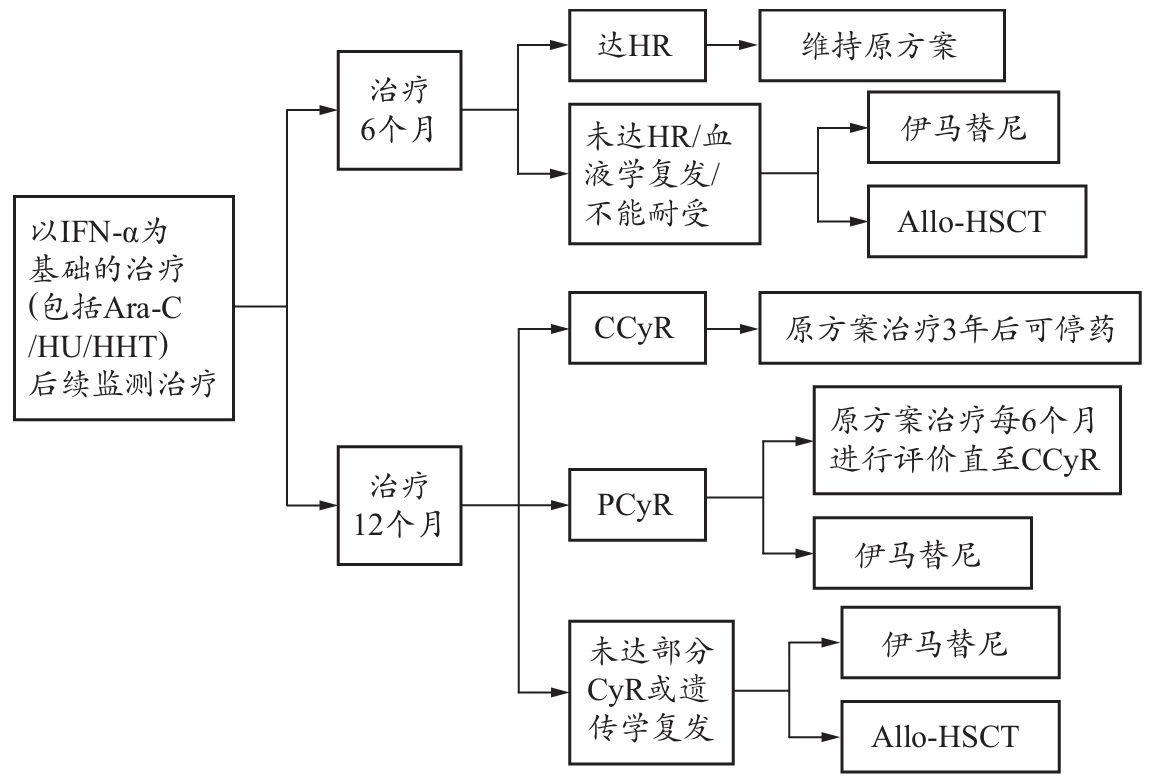 以IFN-α为
基础的治疗
(包括Ara-C
/HU/HHT)
后续监测治疗
治疗
6个月
达HR
维持原方案
未达HR/血
液学复发/
不能耐受
伊马替尼
Allo-HSCT
治疗
12个月
CCyR
原方案治疗3年后可停药
PCyR
原方案治疗每6个月
进行评价直至CCyR
伊马替尼
未达部分
CyR或遗
传学复发
伊马替尼
Allo-HSCT